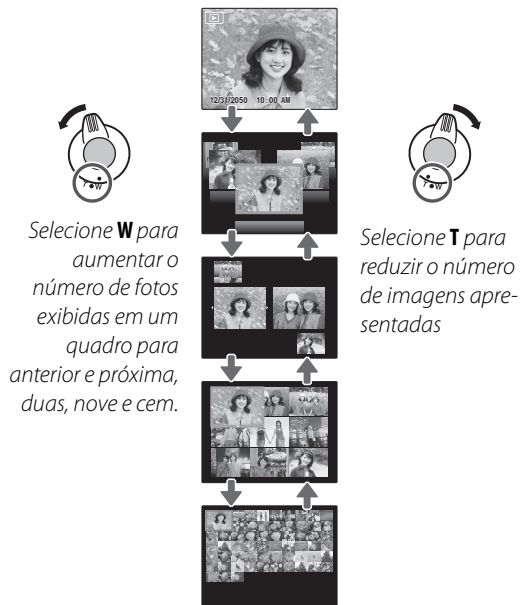 12/31/2050 10:00 AM
Selecione W para
aumentar o
número de fotos
exibidas em um
quadro para
anterior e próxima,
duas, nove e cem.
Selecione T para
reduzir o número
de imagens apre-
sentadas